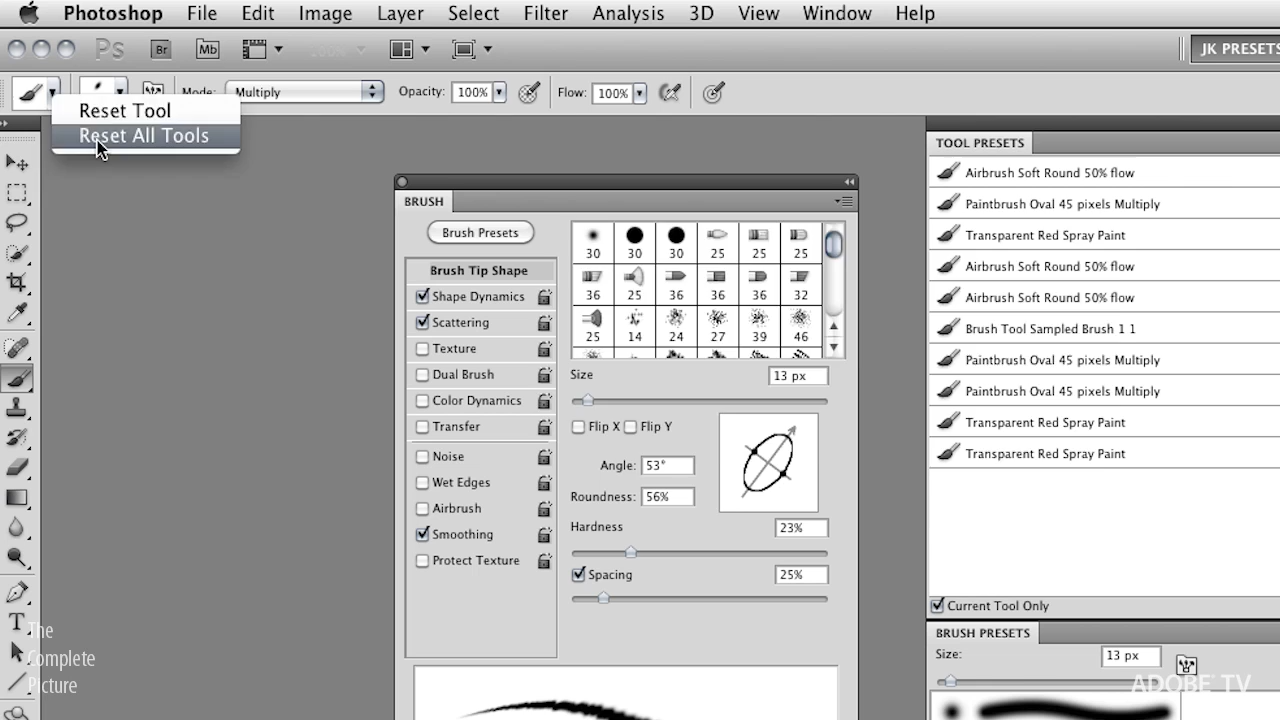 Photoshop File Edit Image Layer Select Filter Analysis 3D View Window Help
Ps Br Mb JK PRESETS
Mode: Multiply Opacity: 100% Flow: 100%
Reset Tool
Reset All Tools
BRUSH
Brush Presets
Brush Tip Shape
Shape Dynamics
Scattering
Texture
Dual Brush
Color Dynamics
Transfer
Noise
Wet Edges
Airbrush
Smoothing
Protect Texture
30 30 30 25 25 25
36 25 36 36 36 32
25 14 24 27 39 46
Size 13 px
Flip X Flip Y
Angle: 53°
Roundness: 56%
Hardness 23%
Spacing 25%
TOOL PRESETS
Airbrush Soft Round 50% flow
Paintbrush Oval 45 pixels Multiply
Transparent Red Spray Paint
Airbrush Soft Round 50% flow
Airbrush Soft Round 50% flow
Brush Tool Sampled Brush 1 1
Paintbrush Oval 45 pixels Multiply
Paintbrush Oval 45 pixels Multiply
Transparent Red Spray Paint
Transparent Red Spray Paint
Current Tool Only
BRUSH PRESETS
Size: 13 px
T
The
Complete
Picture
ADOBE® TV